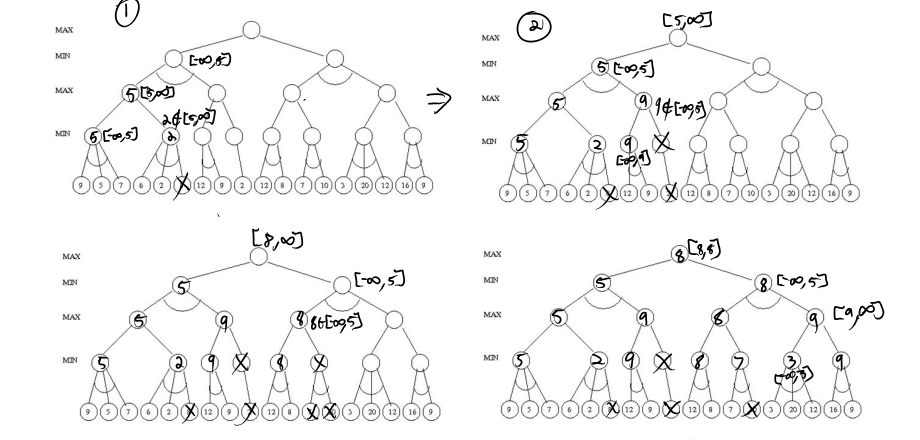 ①
MAX
MIN [-∞,5]
MAX 5 [5,∞]
2∉[5,∞]
MIN 5 [-∞,5] 2
9 5 7 6 2 X 12 9 2 12 8 7 10 3 20 12 16 9
⇒
② [5,∞]
MAX
MIN 5 [-∞,5]
MAX 5 9 9∉[-∞,5]
MIN 5 2 9 X
[-∞,9]
9 5 7 6 2 X 12 9 X 12 8 7 10 3 20 12 16 9
[8,∞]
MAX
MIN 5 [-∞,5]
MAX 5 9 8 8∉[-∞,5]
MIN 5 2 9 X 8 X
9 5 7 6 2 X 12 9 X 12 8 X X 3 20 12 16 9
MAX 8 [8,8]
MIN 5 8 [-∞,5]
MAX 5 9 8 9 [9,∞]
MIN 5 2 9 X 8 7 3 9
9 5 7 6 2 X 12 9 X 12 8 7 X 3 20 12 16 9